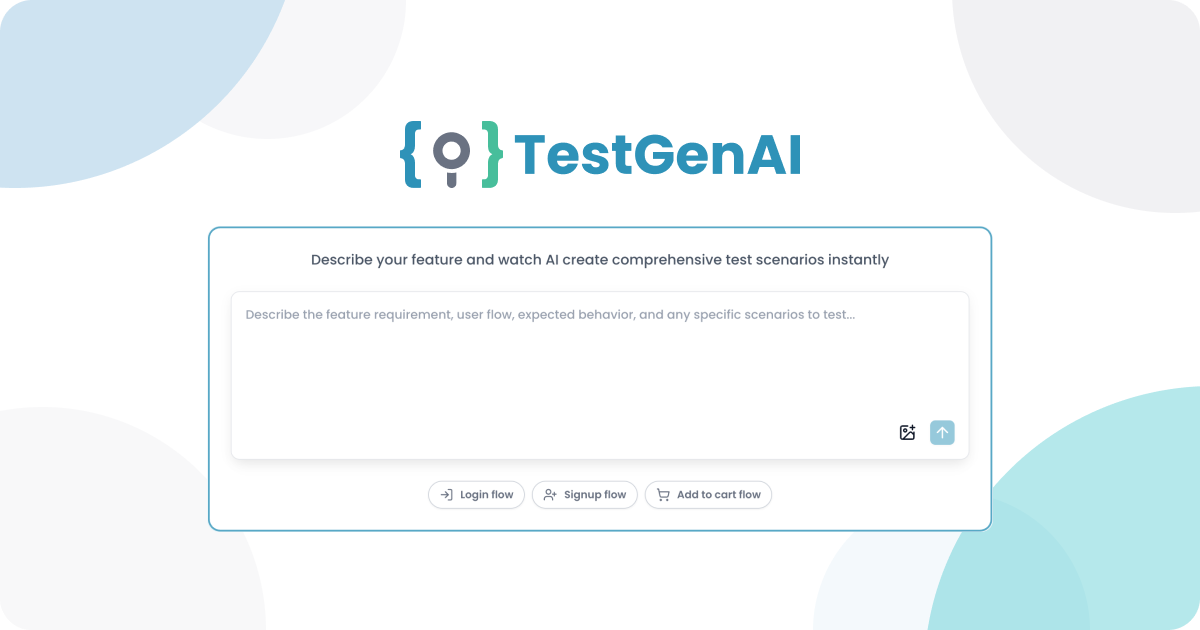 { } TestGenAI
Describe your feature and watch AI create comprehensive test scenarios instantly
Describe the feature requirement, user flow, expected behavior, and any specific scenarios to test...
Login flow
Signup flow
Add to cart flow